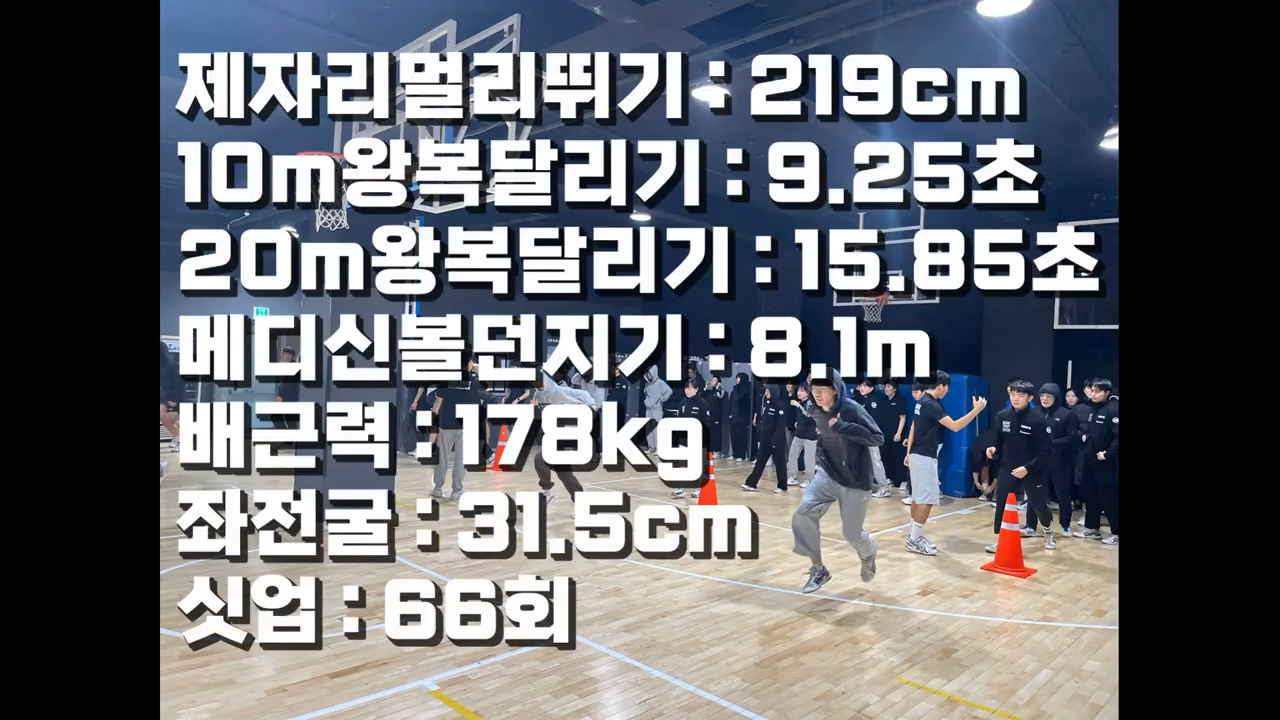 제자리멀리뛰기 : 219cm
10m왕복달리기 : 9.25초
20m왕복달리기 : 15.85초
메디신볼던지기 : 8.1m
배근력 : 178kg
좌전굴 : 31.5cm
싯업 : 66회